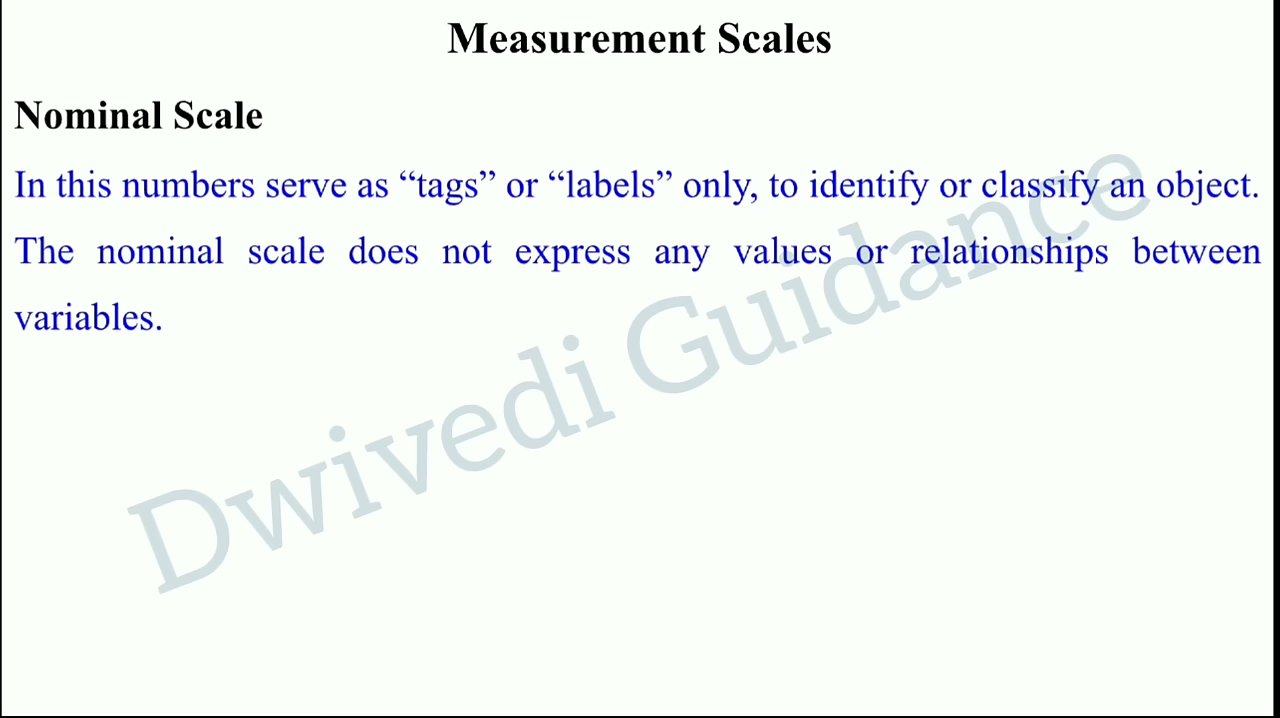 Measurement Scales
Nominal Scale
In this numbers serve as “tags” or “labels” only, to identify or classify an object.
The nominal scale does not express any values or relationships between
variables.
Dwivedi Guidance